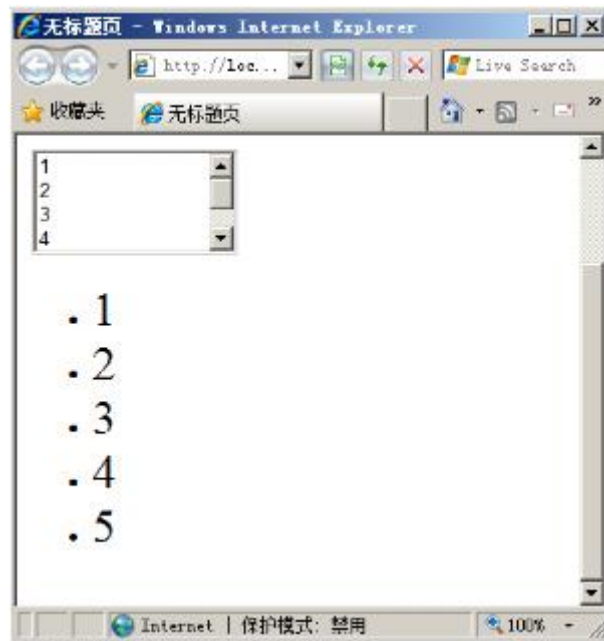 无标题页 - Windows Internet Explorer
http://loc...
Live Search
收藏夹
无标题页
»
1
2
3
4
. 1
. 2
. 3
. 4
. 5
Internet | 保护模式: 禁用
100%